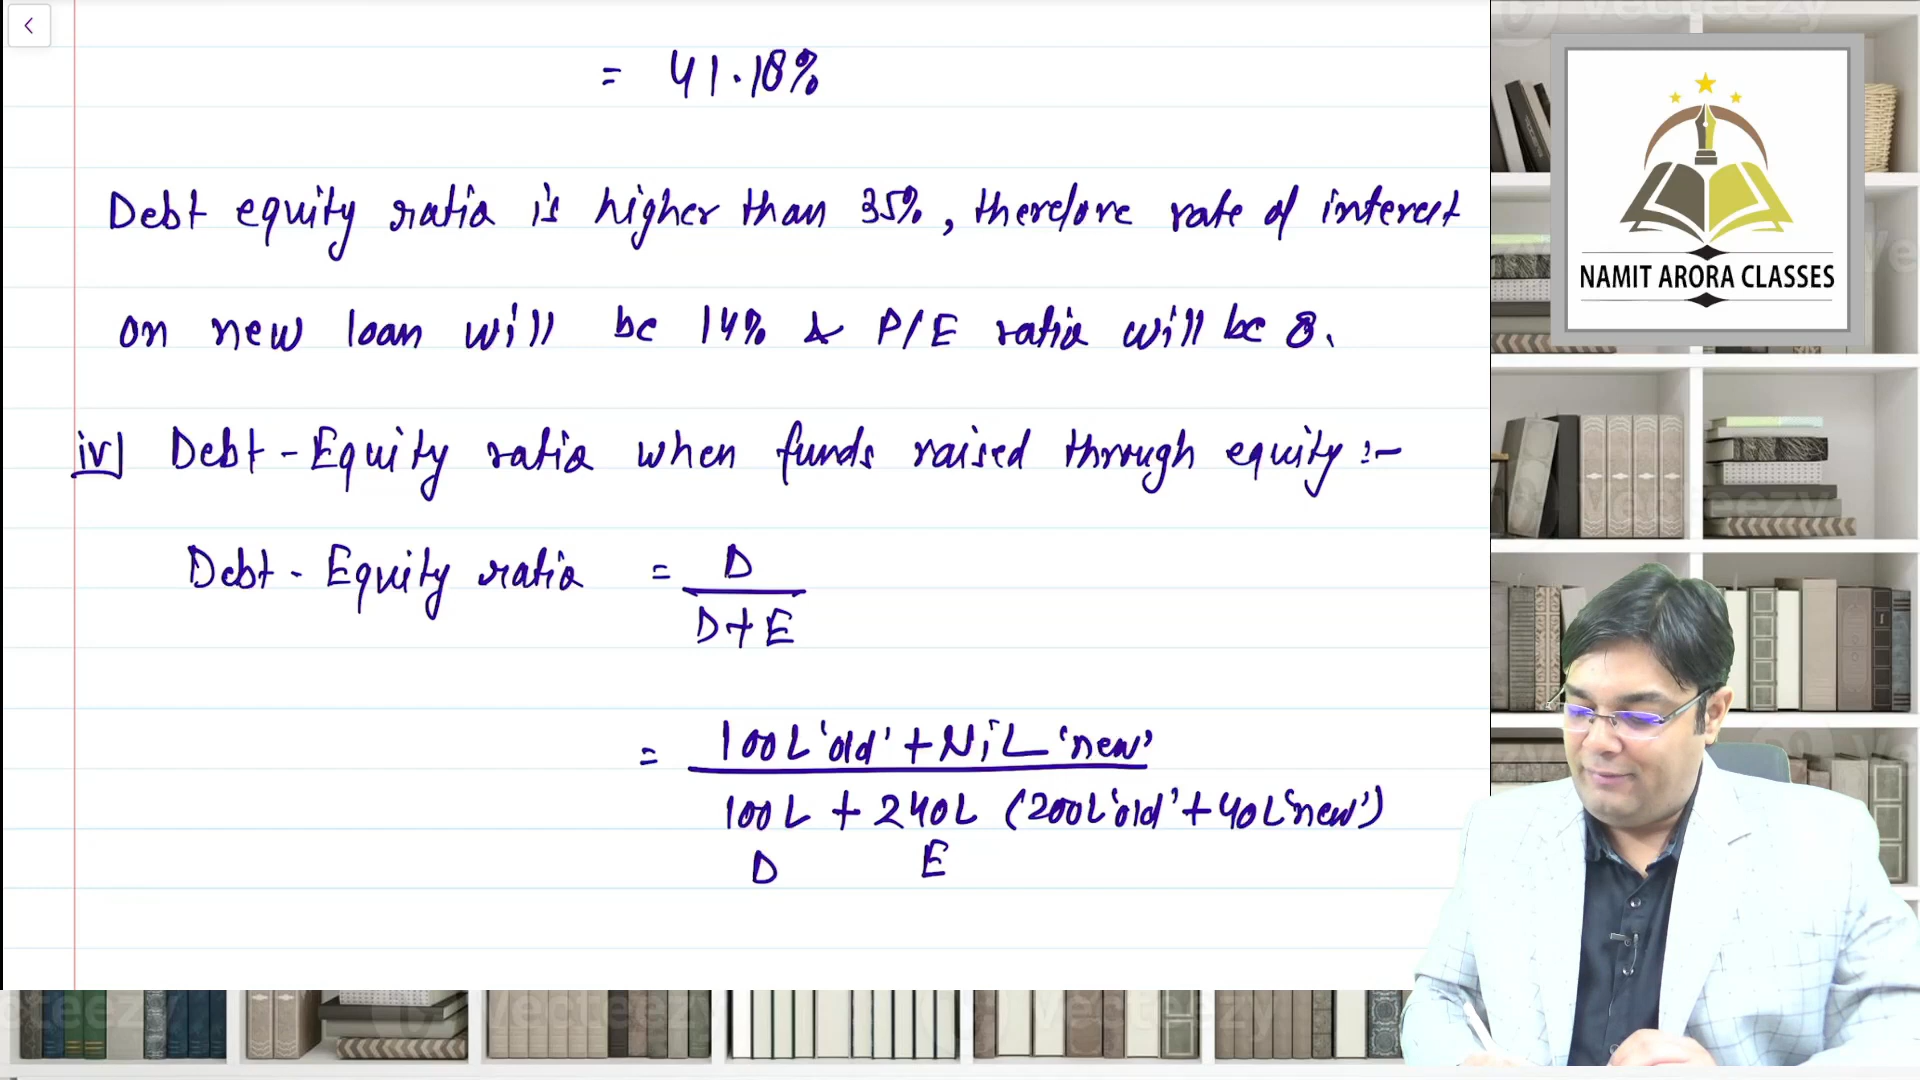 = 41.18%
Debt equity ratio is higher than 35%, therefore rate of interest
on new loan will be 14% & P/E ratio will be 8.
iv] Debt-Equity ratio when funds raised through equity :-
Debt-Equity ratio = D
D+E
= 100L'old' + NiL 'new'
100L + 240L (200L'old' + 40L'new')
D E
NAMIT ARORA CLASSES
vecteezy
vecteezy